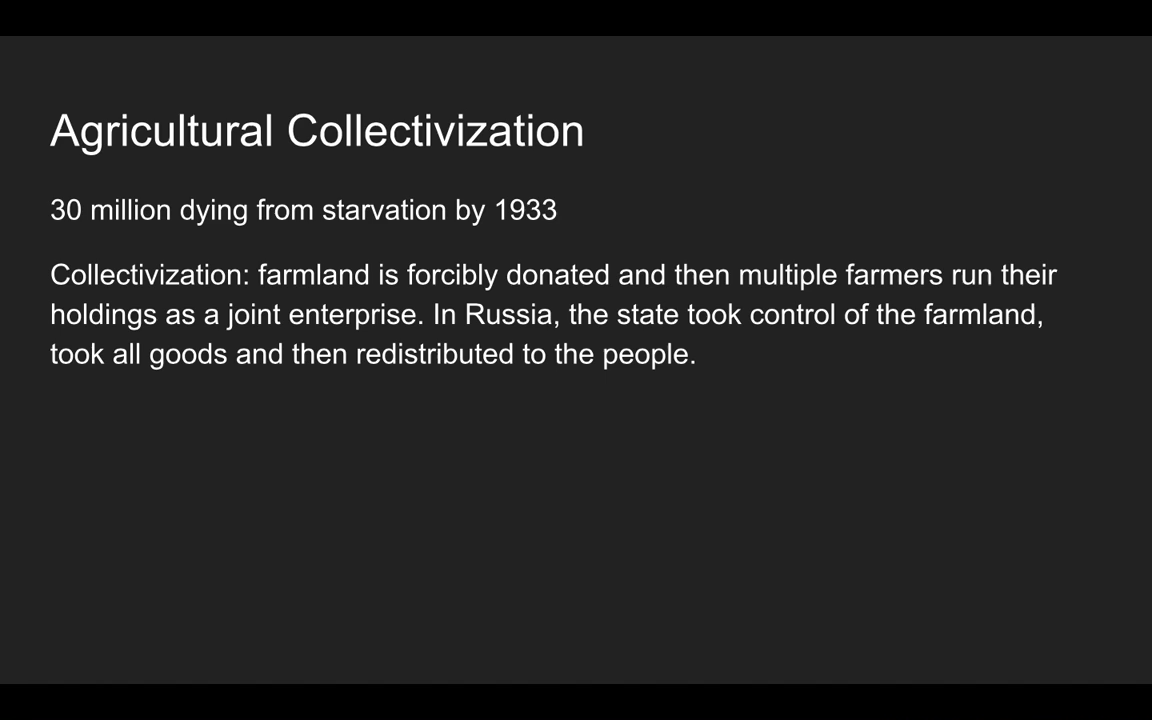 Agricultural Collectivization
30 million dying from starvation by 1933
Collectivization: farmland is forcibly donated and then multiple farmers run their
holdings as a joint enterprise. In Russia, the state took control of the farmland,
took all goods and then redistributed to the people.